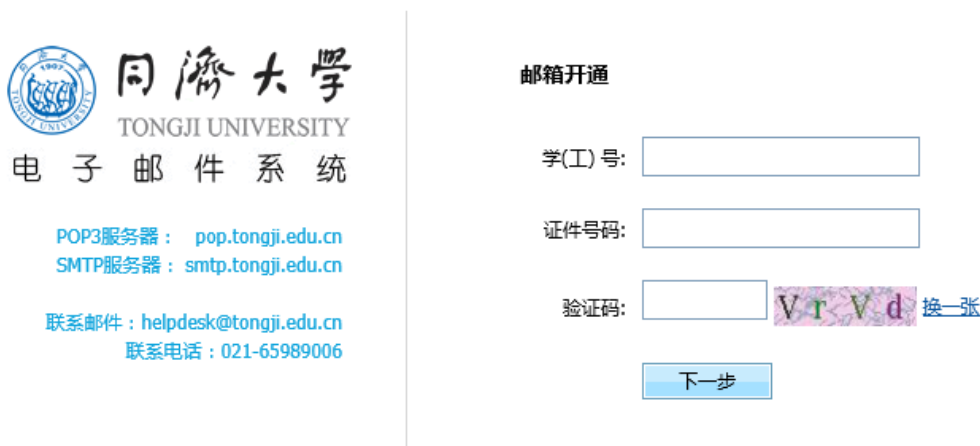 同濟大學
TONGJI UNIVERSITY
1907
TONGJI UNIVERSITY
电子邮件系统
POP3服务器： pop.tongji.edu.cn
SMTP服务器： smtp.tongji.edu.cn
联系邮件：helpdesk@tongji.edu.cn
联系电话：021-65989006
邮箱开通
学(工) 号:
证件号码:
验证码:
VrVd
换一张
下一步